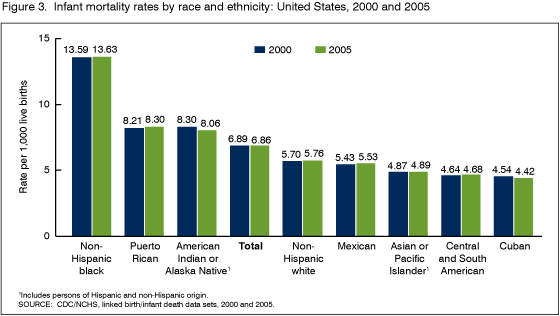 Figure 3. Infant mortality rates by race and ethnicity: United States, 2000 and 2005
15
10
5
0
Rate per 1,000 live births
2000 2005
13.59 13.63
8.21 8.30
8.30 8.06
6.89 6.86
5.70 5.76
5.43 5.53
4.87 4.89
4.64 4.68
4.54 4.42
Non-
Hispanic
black
Puerto
Rican
American
Indian or
Alaska Native¹
Total
Non-
Hispanic
white
Mexican
Asian or
Pacific
Islander¹
Central
and South
American
Cuban
¹Includes persons of Hispanic and non-Hispanic origin.
SOURCE: CDC/NCHS, linked birth/infant death data sets, 2000 and 2005.